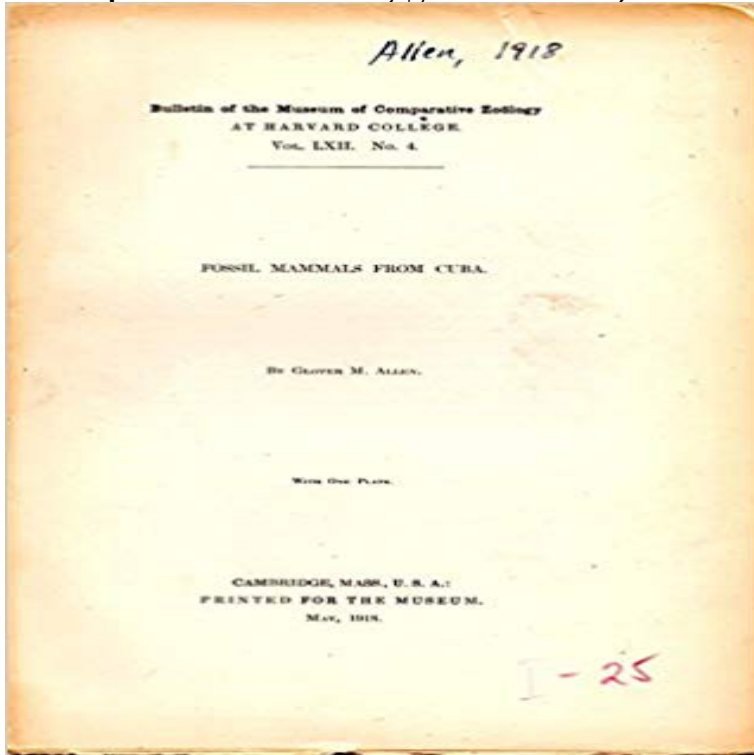 Allen, 1918
Bulletin of the Museum of Comparative Zoölogy
AT HARVARD COLLEGE.
VOL. LXII. No. 4.
FOSSIL MAMMALS FROM CUBA.
BY GLOVER M. ALLEN.
WITH ONE PLATE.
CAMBRIDGE, MASS., U. S. A.:
PRINTED FOR THE MUSEUM.
MAY, 1918.
I - 25